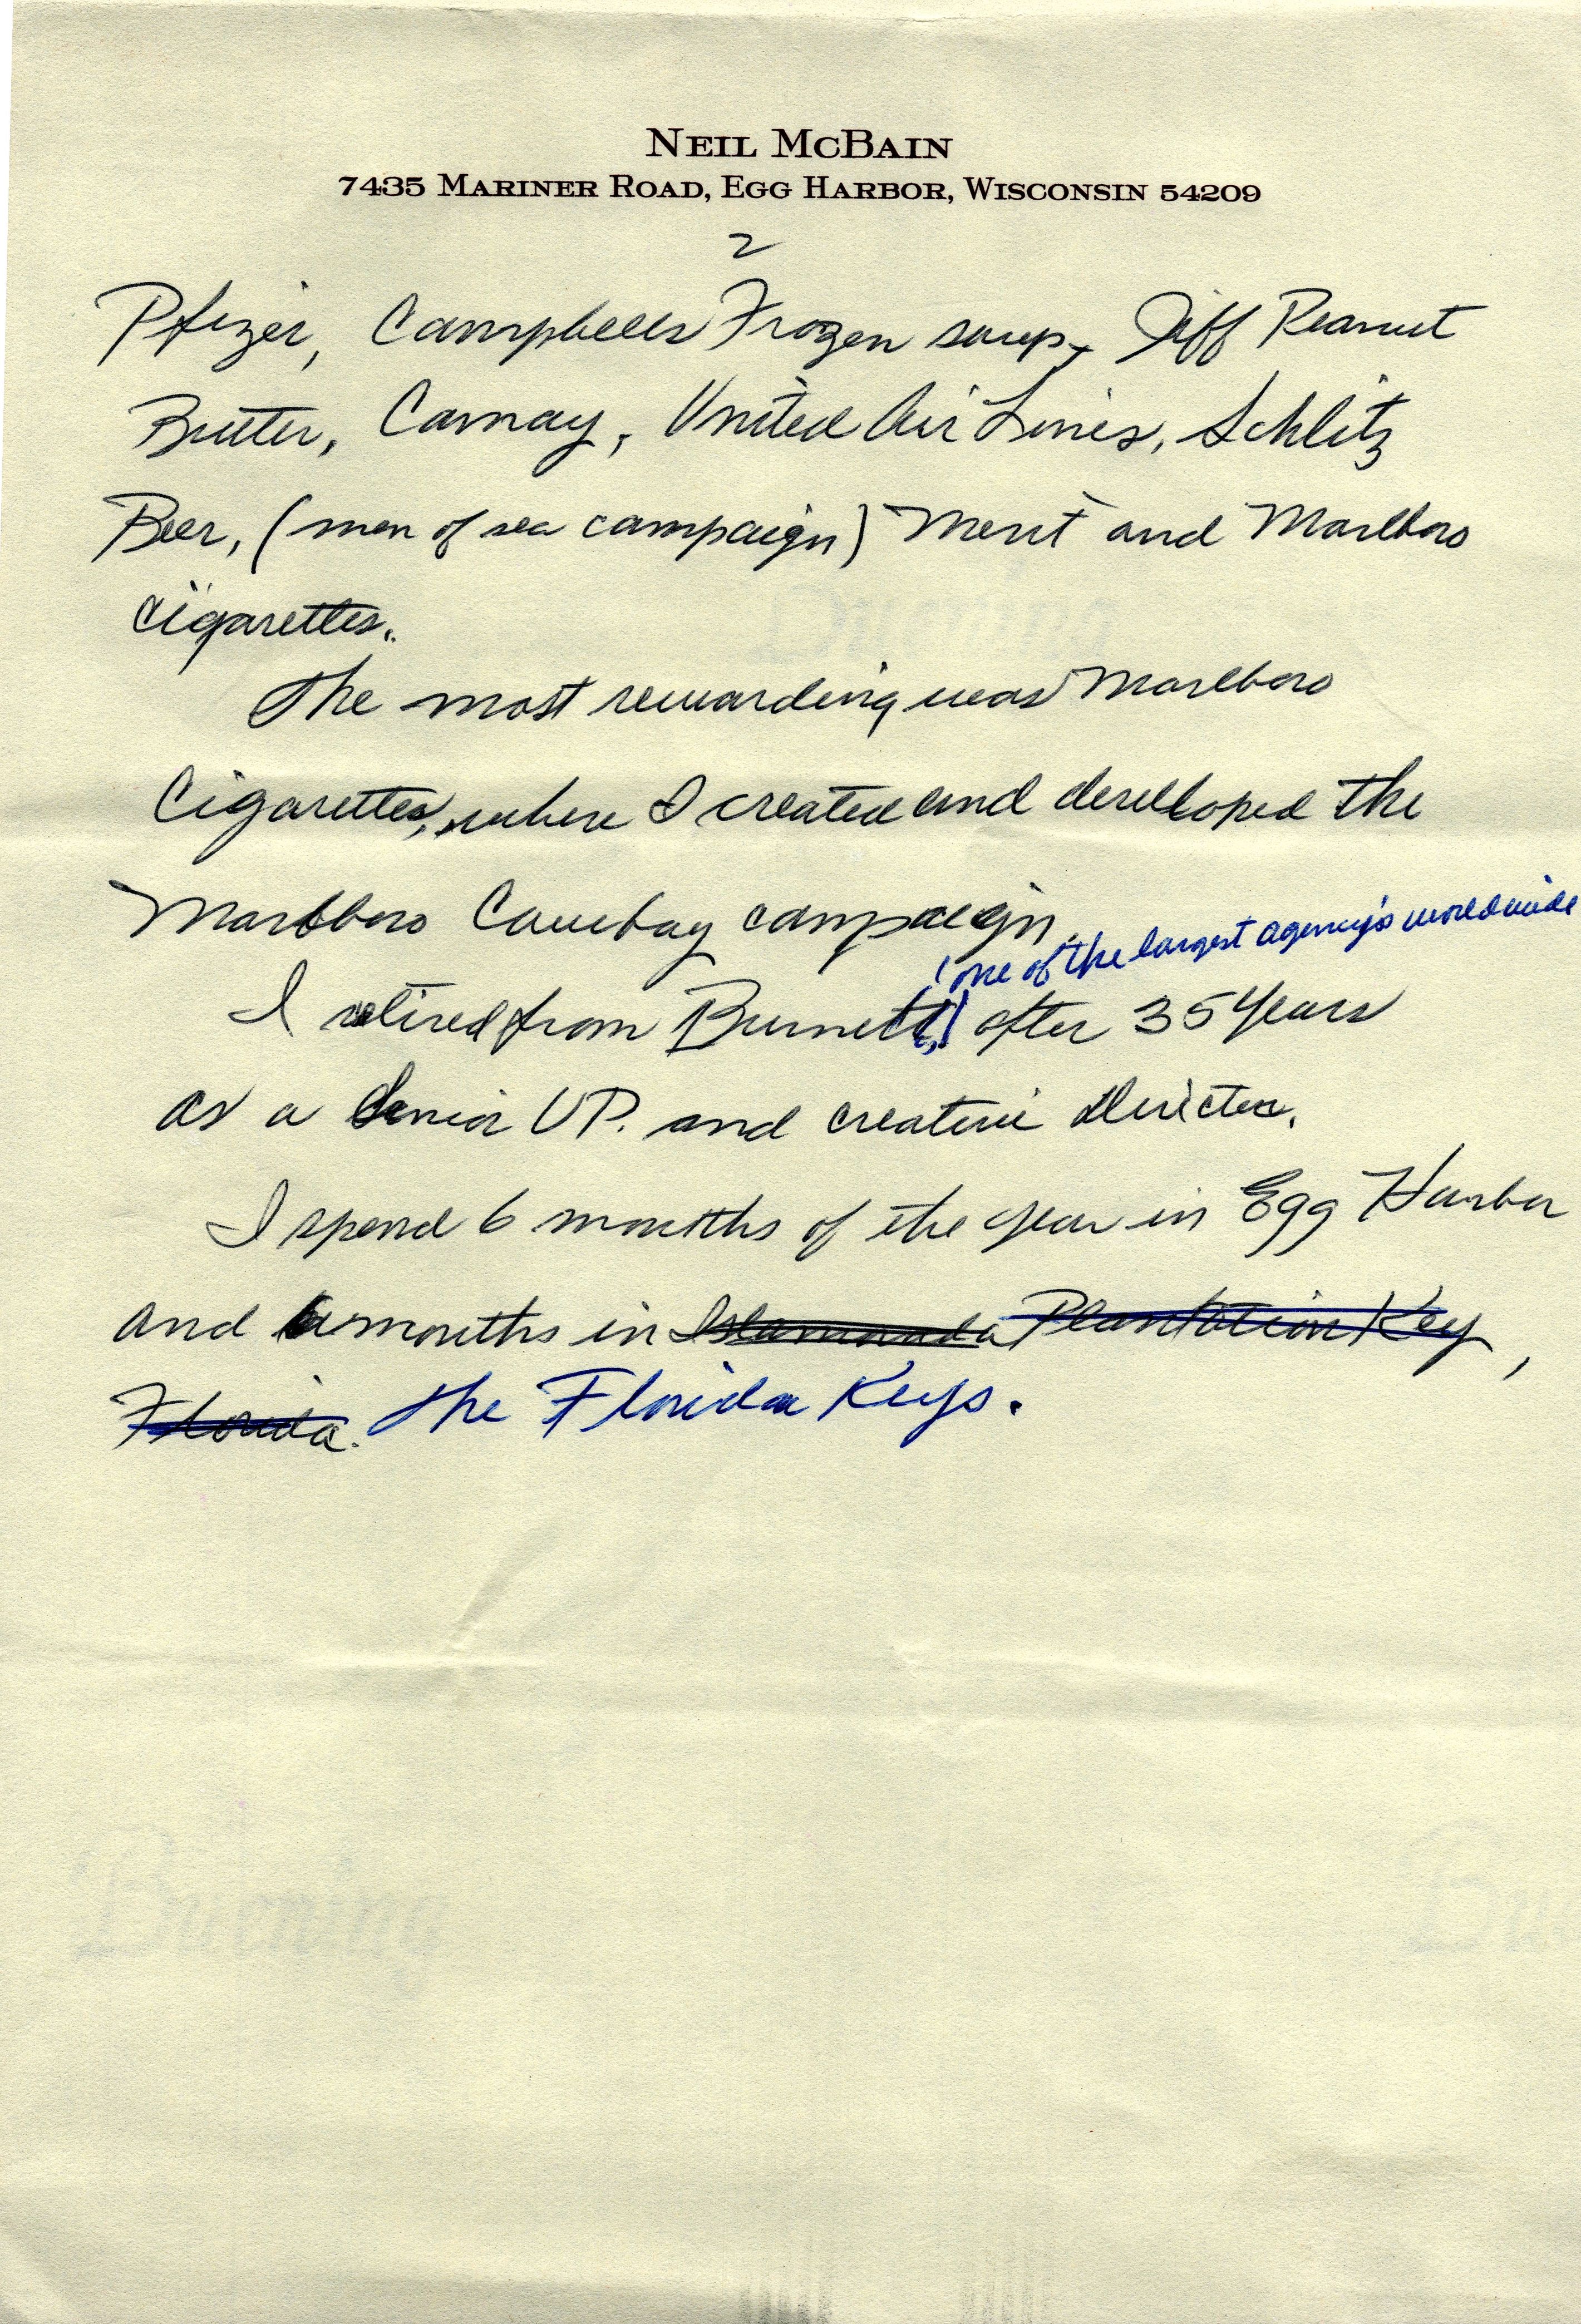 NEIL MCBAIN
7435 MARINER ROAD, EGG HARBOR, WISCONSIN 54209
2
Pfizer, Campbells Frozen soup, Jiff Peanut
Butter, Camay, United Air Lines, Schlitz
Beer, (men of sea campaign) Merit and Marlboro
cigarettes.
The most rewarding was Marlboro
Cigarettes, where I created and develloped the
Marlboro Cowboy campaign.
(one of the largest agency's worldwide
I retired from Burnett,) after 35 years
as a Senior VP. and creative director.
I spend 6 months of the year in Egg Harbor
and 6 months in Islamorada Plantation Key,
Florida. the Florida Keys.